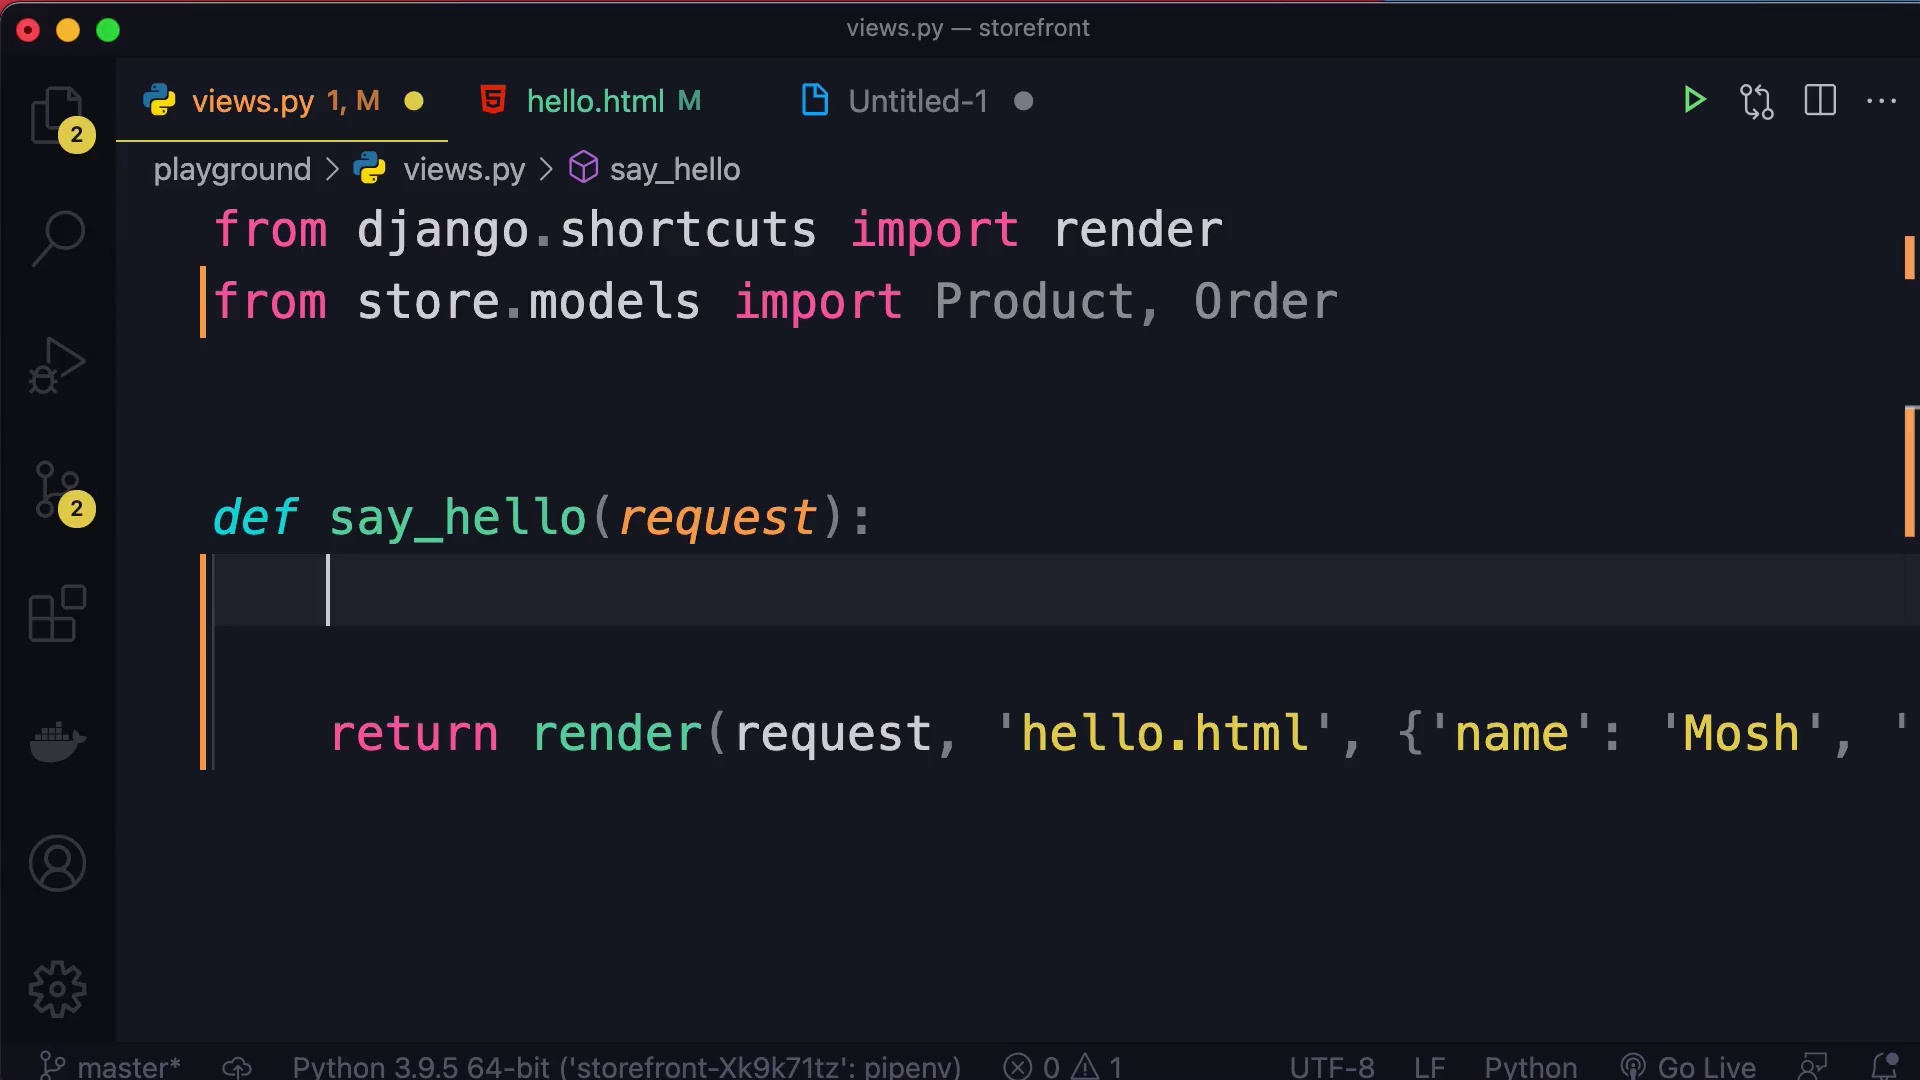 views.py — storefront
views.py 1, M
hello.html M
Untitled-1
2
playground > views.py > say_hello
from django.shortcuts import render
from store.models import Product, Order
def say_hello(request):
2
return render(request, 'hello.html', {'name': 'Mosh', '
master*
Python 3.9.5 64-bit ('storefront-Xk9k71tz': pipenv)
0
1
UTF-8
LF
Python
Go Live